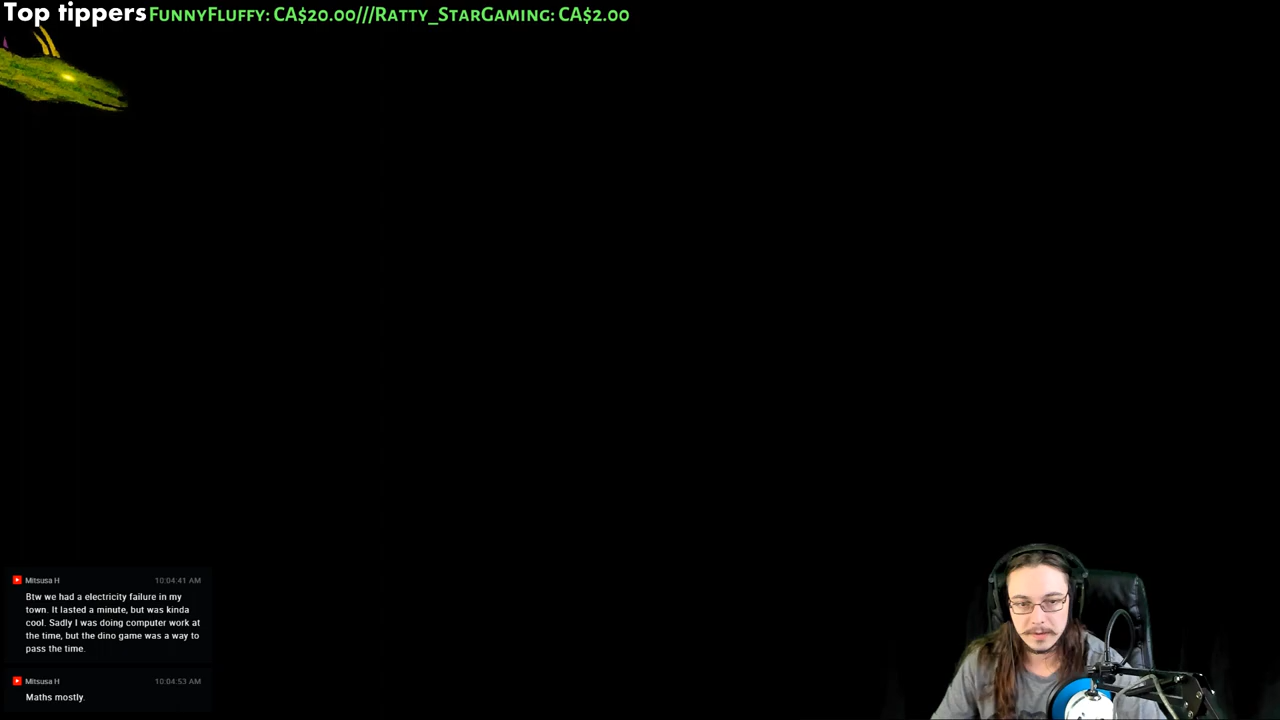 Top tippers FunnyFluffy: CA$20.00///Ratty_StarGaming: CA$2.00
Mitsusa H 10:04:41 AM
Btw we had a electricity failure in my
town. It lasted a minute, but was kinda
cool. Sadly I was doing computer work at
the time, but the dino game was a way to
pass the time.
Mitsusa H 10:04:53 AM
Maths mostly.